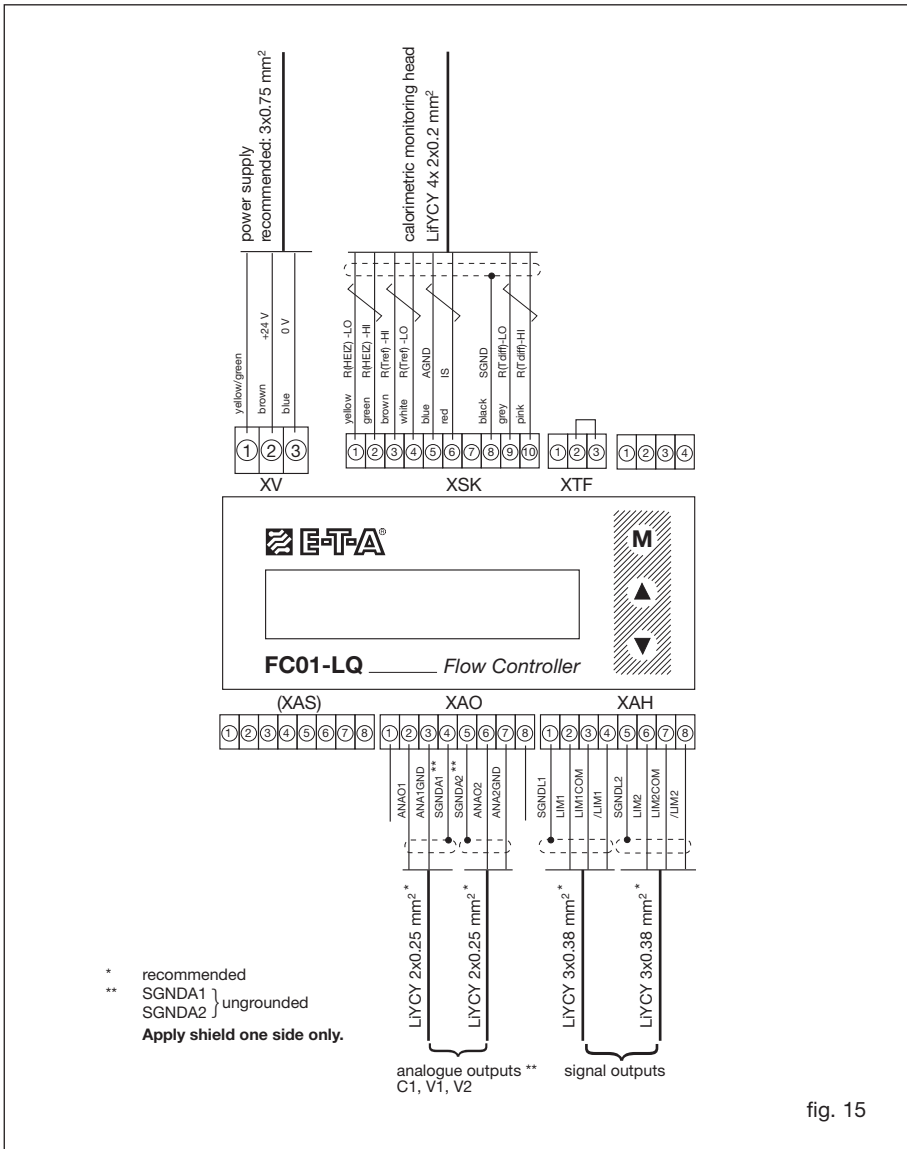 power supply
recommended: 3x0.75 mm²
calorimetric monitoring head
LifYCY 4x 2x0.2 mm²
yellow/green
brown +24 V
blue 0 V
yellow R(HEIZ) -LO
green R(HEIZ) -HI
brown R(Tref) -HI
white R(Tref) -LO
blue AGND
red IS
black SGND
grey R(Tdiff)-LO
pink R(Tdiff)-HI
1 2 3
1 2 3 4 5 6 7 8 9 10
1 2 3
1 2 3 4
XV
XSK
XTF
E-T-A®
M
▲
▼
FC01-LQ ______ Flow Controller
(XAS)
XAO
XAH
1 2 3 4 5 6 7 8
1 2 3 4 5 6 7 8
1 2 3 4 5 6 7 8
ANAO1
ANA1GND
SGNDA1 **
SGNDA2 **
ANAO2
ANA2GND
SGNDL1
LIM1
LIM1COM
/LIM1
SGNDL2
LIM2
LIM2COM
/LIM2
LiYCY 2x0.25 mm² *
LiYCY 2x0.25 mm² *
LiYCY 3x0.38 mm² *
LiYCY 3x0.38 mm² *
* recommended
** SGNDA1
SGNDA2 } ungrounded
Apply shield one side only.
analogue outputs **
C1, V1, V2
signal outputs
fig. 15